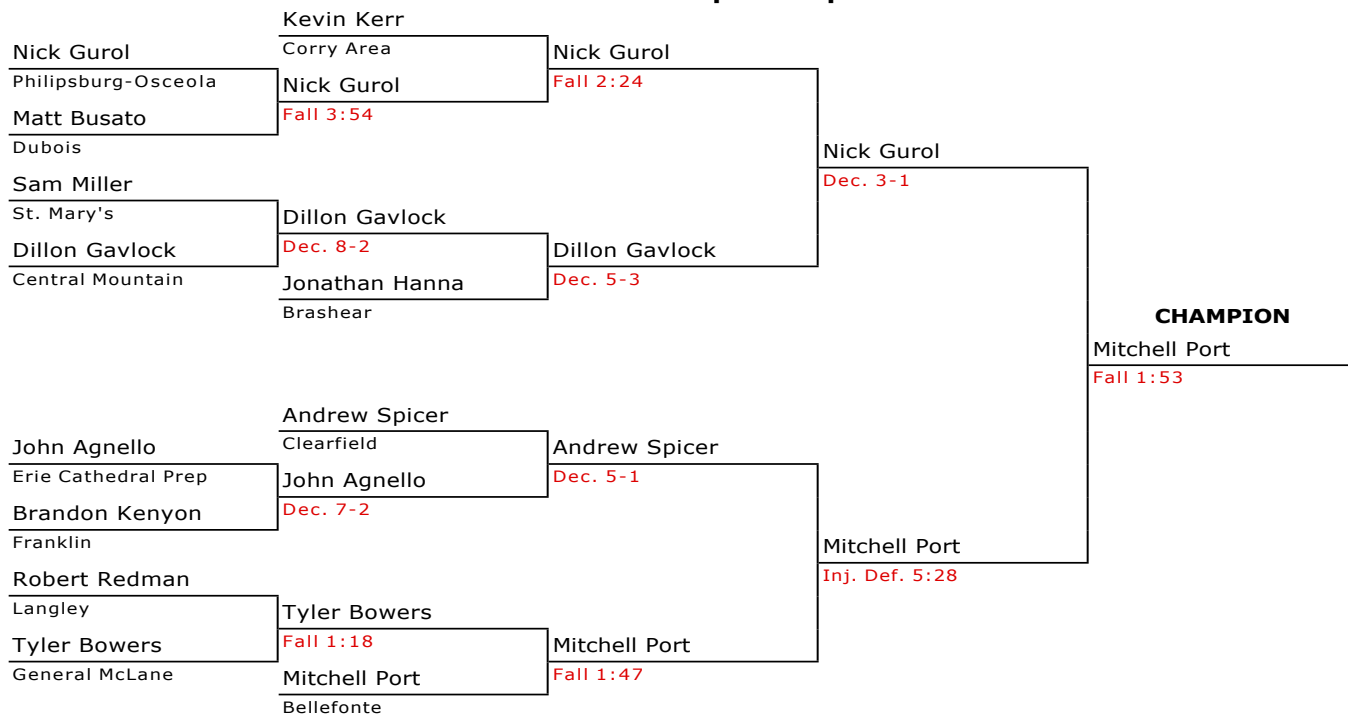 Kevin Kerr
Nick Gurol
Corry Area
Nick Gurol
Philipsburg-Osceola
Nick Gurol
Fall 2:24
Matt Busato
Fall 3:54
Dubois
Nick Gurol
Sam Miller
Dec. 3-1
St. Mary's
Dillon Gavlock
Dillon Gavlock
Dec. 8-2
Dillon Gavlock
Central Mountain
Jonathan Hanna
Dec. 5-3
Brashear
CHAMPION
Mitchell Port
Fall 1:53
Andrew Spicer
John Agnello
Clearfield
Andrew Spicer
Erie Cathedral Prep
John Agnello
Dec. 5-1
Brandon Kenyon
Dec. 7-2
Franklin
Mitchell Port
Robert Redman
Inj. Def. 5:28
Langley
Tyler Bowers
Tyler Bowers
Fall 1:18
Mitchell Port
General McLane
Mitchell Port
Fall 1:47
Bellefonte